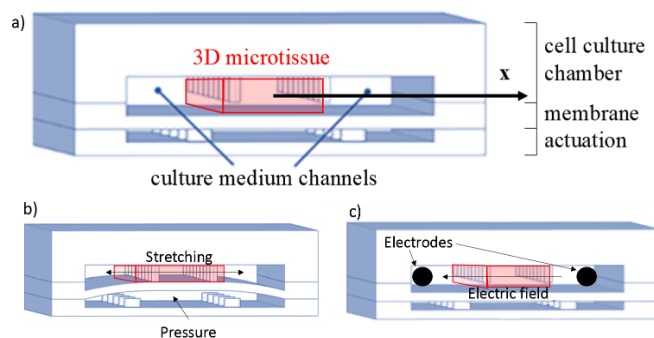 a)
3D microtissue
x
cell culture
chamber
membrane
actuation
culture medium channels
b)
Stretching
Pressure
c)
Electrodes
Electric field